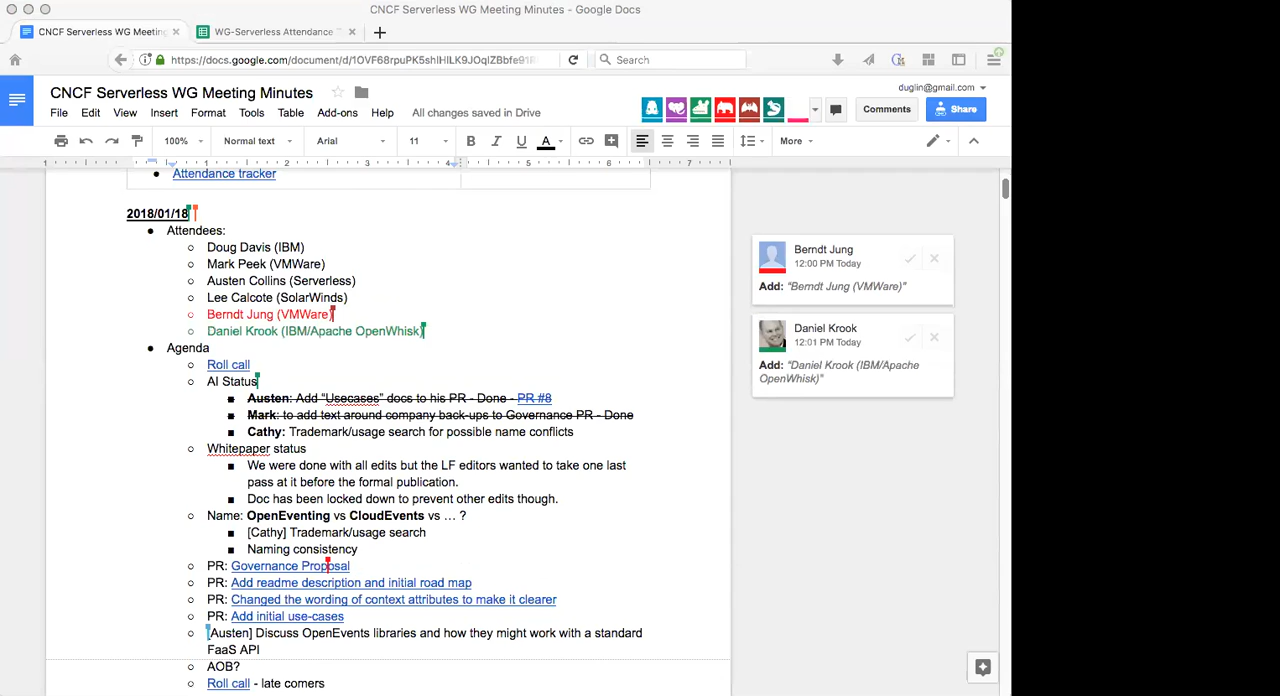 CNCF Serverless WG Meeting Minutes - Google Docs
CNCF Serverless WG Meetin
WG-Serverless Attendance T
https://docs.google.com/document/d/1OVF68rpuPK5shIHILK9JOqlZBbfe91R
Search
CNCF Serverless WG Meeting Minutes
duglin@gmail.com
File Edit View Insert Format Tools Table Add-ons Help All changes saved in Drive
Comments
Share
100% Normal text Arial 11 B I U A More
1 1 2 3 4 5 6 7
Attendance tracker
2018/01/18
Attendees:
Doug Davis (IBM)
Mark Peek (VMWare)
Austen Collins (Serverless)
Lee Calcote (SolarWinds)
Berndt Jung (VMWare)
Daniel Krook (IBM/Apache OpenWhisk)
Agenda
Roll call
AI Status
Austen: Add "Usecases" docs to his PR - Done - PR #8
Mark: to add text around company back-ups to Governance PR - Done
Cathy: Trademark/usage search for possible name conflicts
Whitepaper status
We were done with all edits but the LF editors wanted to take one last
pass at it before the formal publication.
Doc has been locked down to prevent other edits though.
Name: OpenEventing vs CloudEvents vs … ?
[Cathy] Trademark/usage search
Naming consistency
PR: Governance Proposal
PR: Add readme description and initial road map
PR: Changed the wording of context attributes to make it clearer
PR: Add initial use-cases
[Austen] Discuss OpenEvents libraries and how they might work with a standard
FaaS API
AOB?
Roll call - late comers
Berndt Jung
12:00 PM Today
Add: "Berndt Jung (VMWare)"
Daniel Krook
12:01 PM Today
Add: "Daniel Krook (IBM/Apache
OpenWhisk)"